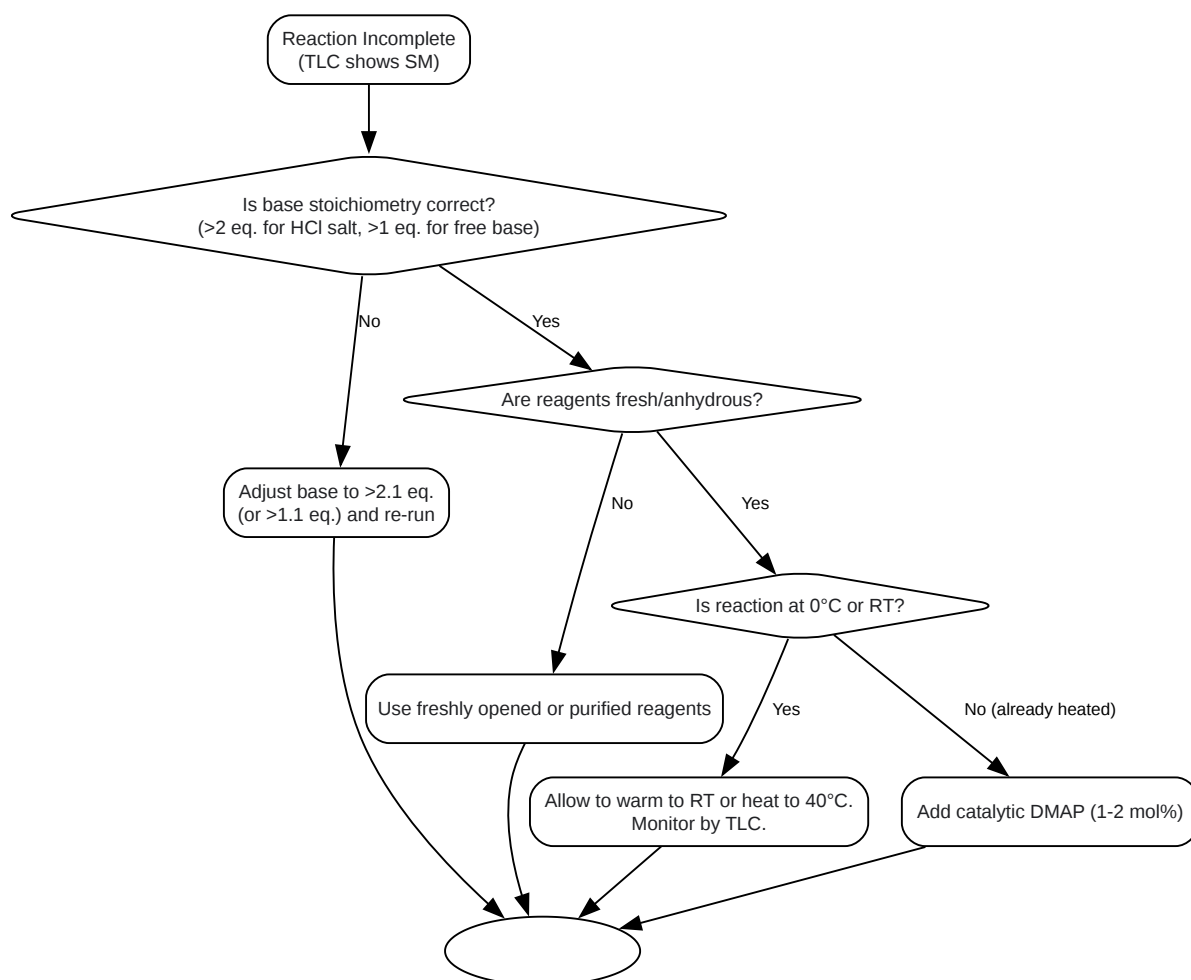 Reaction Incomplete
(TLC shows SM)
Is base stoichiometry correct?
(>2 eq. for HCl salt, >1 eq. for free base)
No
Yes
Are reagents fresh/anhydrous?
Adjust base to >2.1 eq.
(or >1.1 eq.) and re-run
No
Yes
Is reaction at 0°C or RT?
Use freshly opened or purified reagents
Yes
No (already heated)
Allow to warm to RT or heat to 40°C.
Monitor by TLC.
Add catalytic DMAP (1-2 mol%)